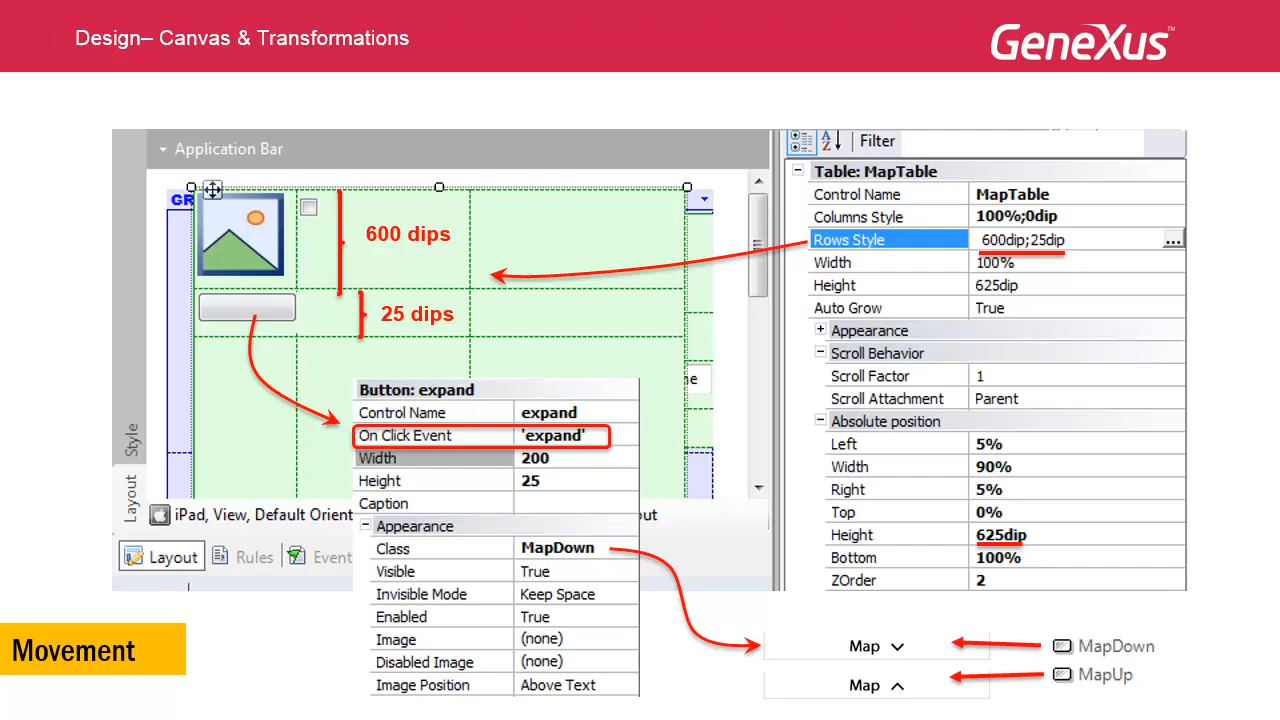 Design– Canvas & Transformations
GeneXus™
Application Bar
GR
600 dips
25 dips
ne
Style
Layout
iPad, View, Default Orient
out
Layout
Rules
Event
Filter
Table: MapTable
Control Name MapTable
Columns Style 100%;0dip
Rows Style 600dip;25dip ...
Width 100%
Height 625dip
Auto Grow True
Appearance
Scroll Behavior
Scroll Factor 1
Scroll Attachment Parent
Absolute position
Left 5%
Width 90%
Right 5%
Top 0%
Height 625dip
Bottom 100%
ZOrder 2
Button: expand
Control Name expand
On Click Event 'expand'
Width 200
Height 25
Caption
Appearance
Class MapDown
Visible True
Invisible Mode Keep Space
Enabled True
Image (none)
Disabled Image (none)
Image Position Above Text
Map
MapDown
Map
MapUp
Movement